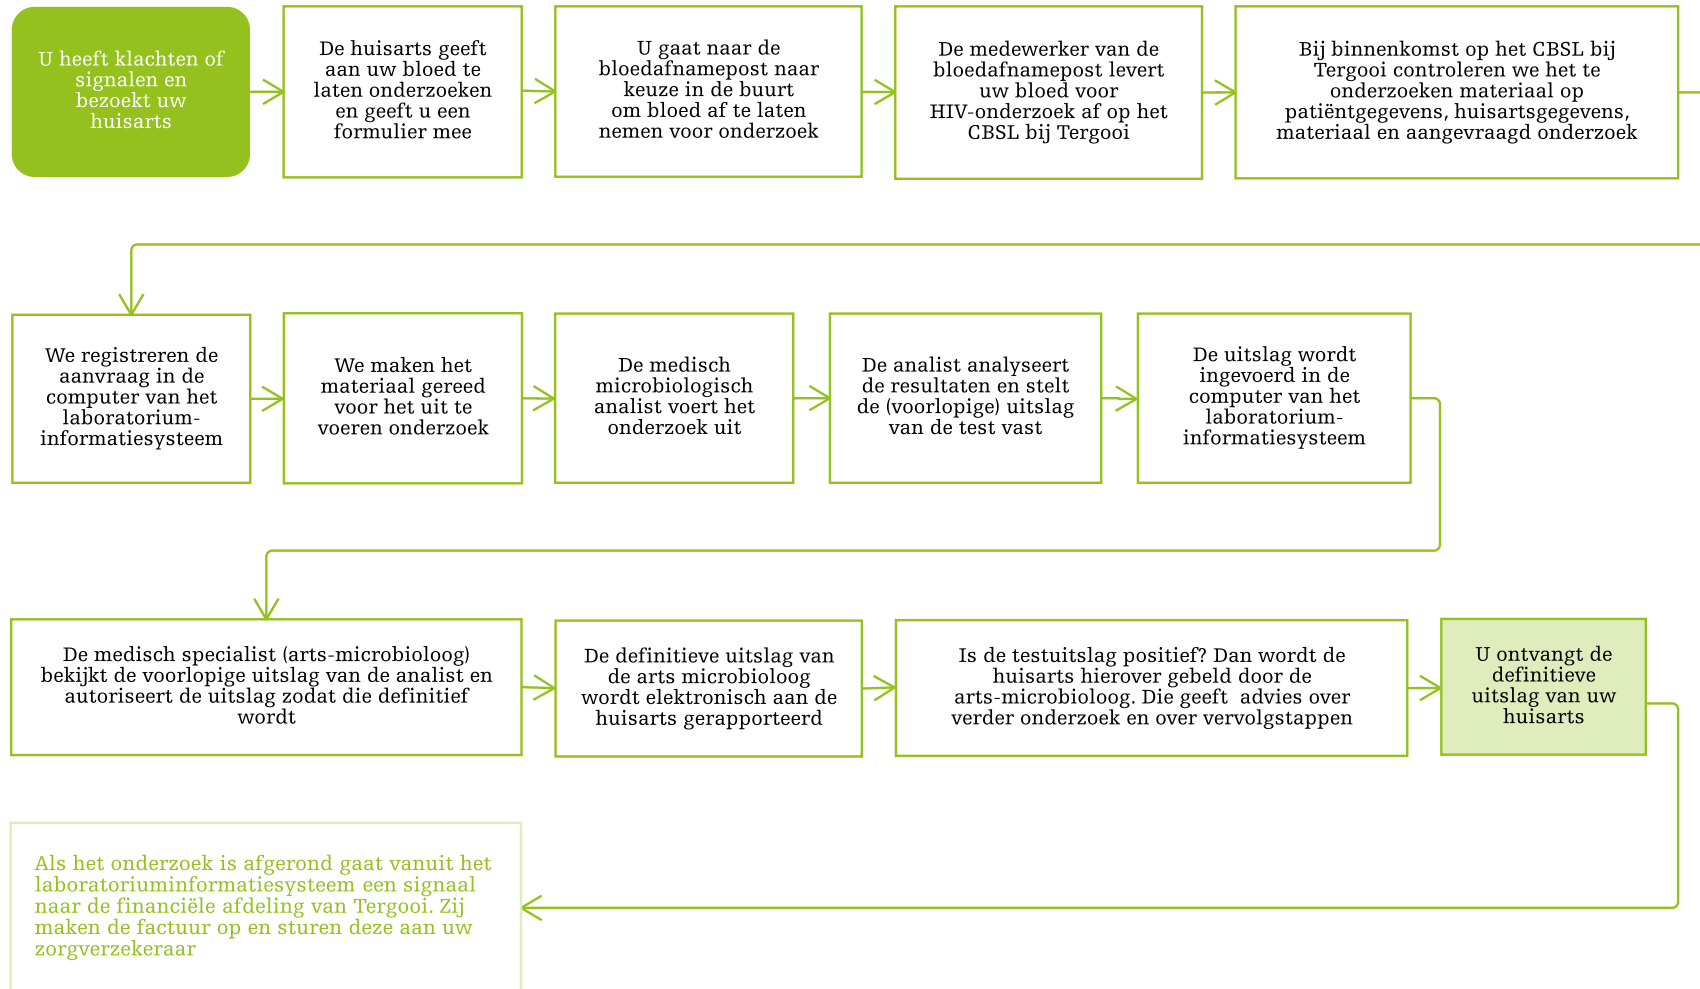 U heeft klachten of
signalen en
bezoekt uw
huisarts
De huisarts geeft
aan uw bloed te
laten onderzoeken
en geeft u een
formulier mee
U gaat naar de
bloedafnamepost naar
keuze in de buurt
om bloed af te laten
nemen voor onderzoek
De medewerker van de
bloedafnamepost levert
uw bloed voor
HIV-onderzoek af op het
CBSL bij Tergooi
Bij binnenkomst op het CBSL bij
Tergooi controleren we het te
onderzoeken materiaal op
patiëntgegevens, huisartsgegevens,
materiaal en aangevraagd onderzoek
We registreren de
aanvraag in de
computer van het
laboratorium-
informatiesysteem
We maken het
materiaal gereed
voor het uit te
voeren onderzoek
De medisch
microbiologisch
analist voert het
onderzoek uit
De analist analyseert
de resultaten en stelt
de (voorlopige) uitslag
van de test vast
De uitslag wordt
ingevoerd in de
computer van het
laboratorium-
informatiesysteem
De medisch specialist (arts-microbioloog)
bekijkt de voorlopige uitslag van de analist en
autoriseert de uitslag zodat die definitief
wordt
De definitieve uitslag van
de arts microbioloog
wordt elektronisch aan de
huisarts gerapporteerd
Is de testuitslag positief? Dan wordt de
huisarts hierover gebeld door de
arts-microbioloog. Die geeft  advies over
verder onderzoek en over vervolgstappen
U ontvangt de
definitieve
uitslag van uw
huisarts
Als het onderzoek is afgerond gaat vanuit het
laboratoriuminformatiesysteem een signaal
naar de financiële afdeling van Tergooi. Zij
maken de factuur op en sturen deze aan uw
zorgverzekeraar